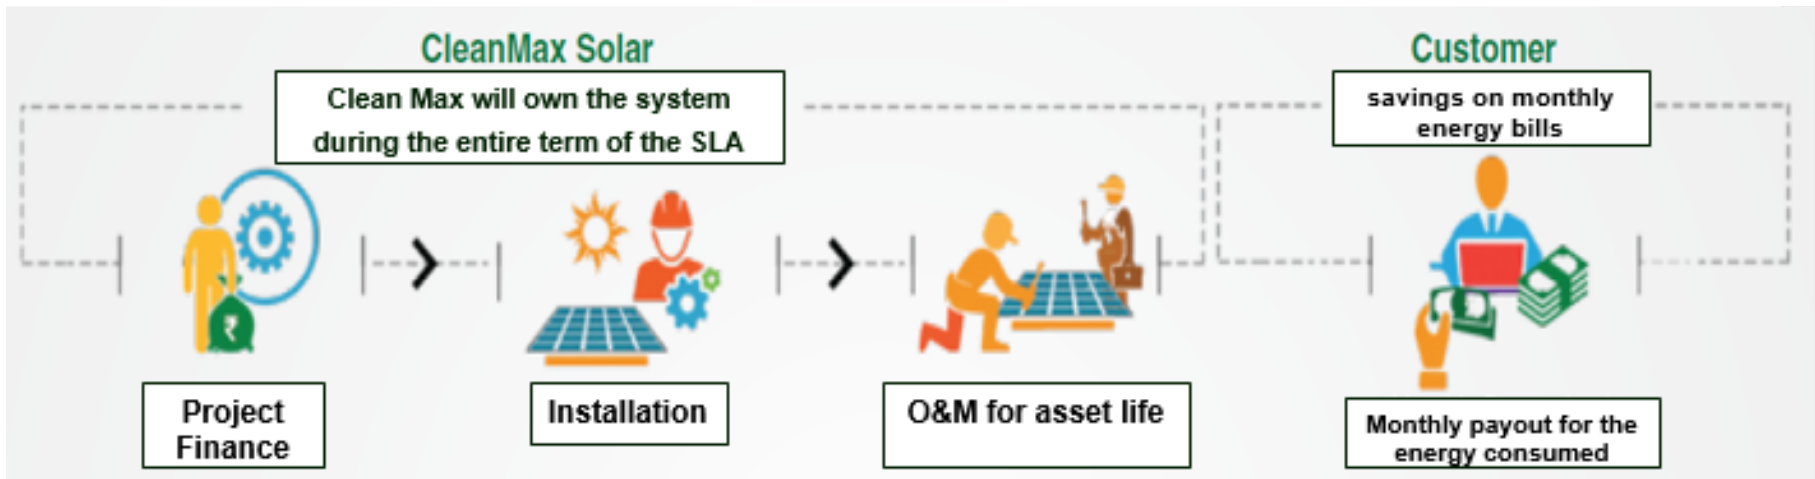 CleanMax Solar
Clean Max will own the system
during the entire term of the SLA
Customer
savings on monthly
energy bills
₹
Project
Finance
Installation
O&M for asset life
Monthly payout for the
energy consumed